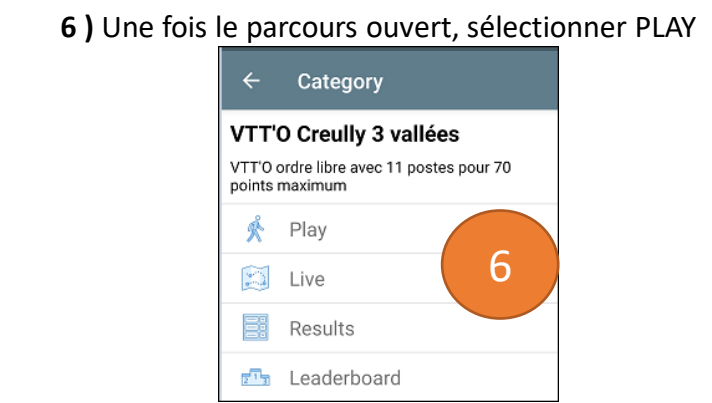 6 ) Une fois le parcours ouvert, sélectionner PLAY
Category
VTT'O Creully 3 vallées
VTT'O ordre libre avec 11 postes pour 70
points maximum
Play
6
Live
Results
Leaderboard